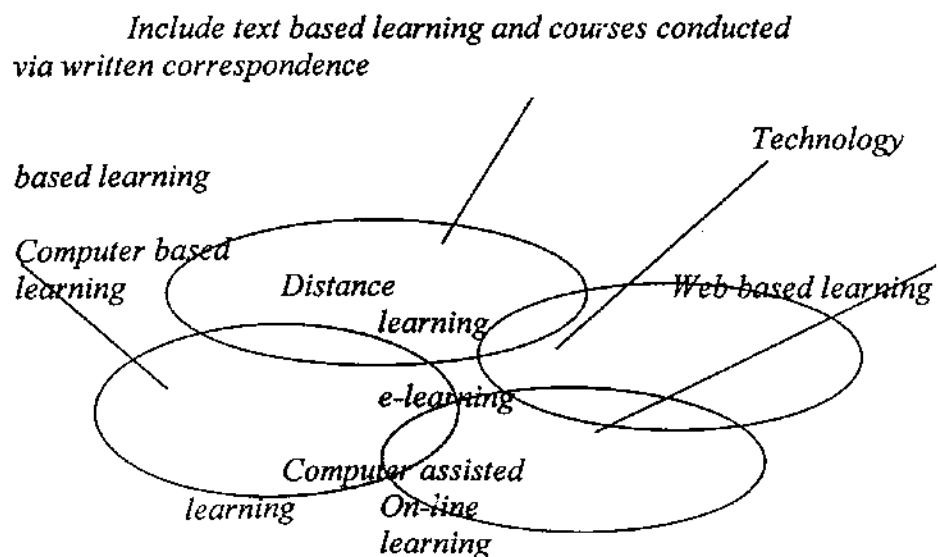 Include text based learning and courses conducted
via written correspondence
Technology
based learning
Computer based
learning
Distance
learning
Web based learning
e-learning
Computer assisted
learning
On-line
learning